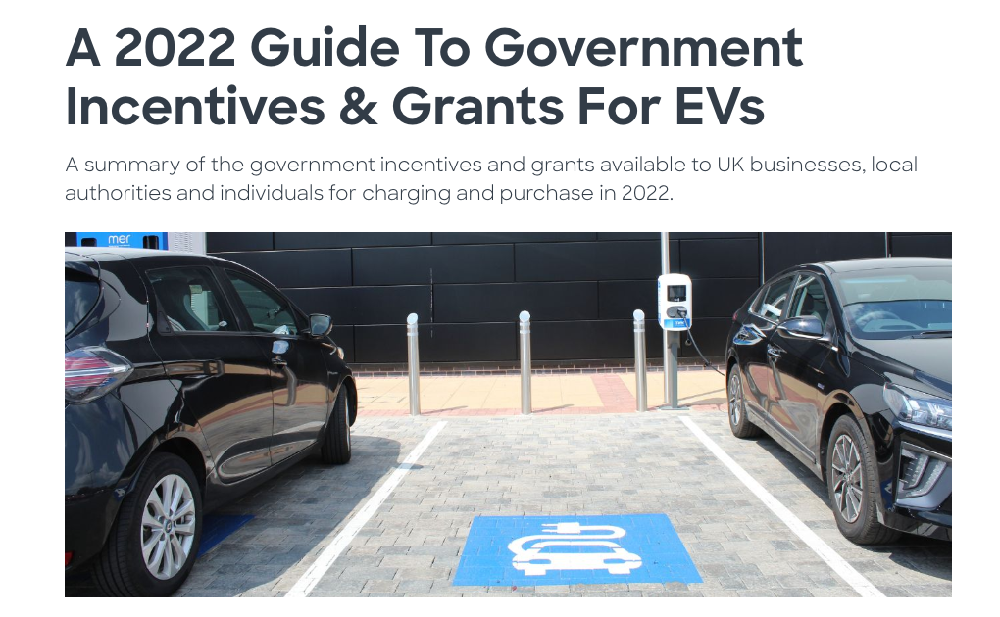 A 2022 Guide To Government
Incentives & Grants For EVs
A summary of the government incentives and grants available to UK businesses, local
authorities and individuals for charging and purchase in 2022.
mer
mer